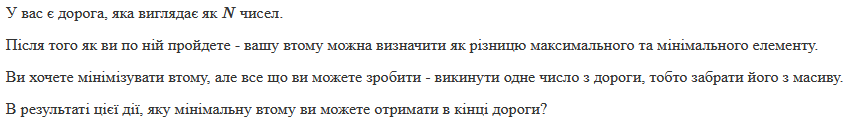 У вас є дорога, яка виглядає як N чисел.
Після того як ви по ній пройдете - вашу втому можна визначити як різницю максимального та мінімального елементу.
Ви хочете мінімізувати втому, але все що ви можете зробити - викинути одне число з дороги, тобто забрати його з масиву.
В результаті цієї дії, яку мінімальну втому ви можете отримати в кінці дороги?